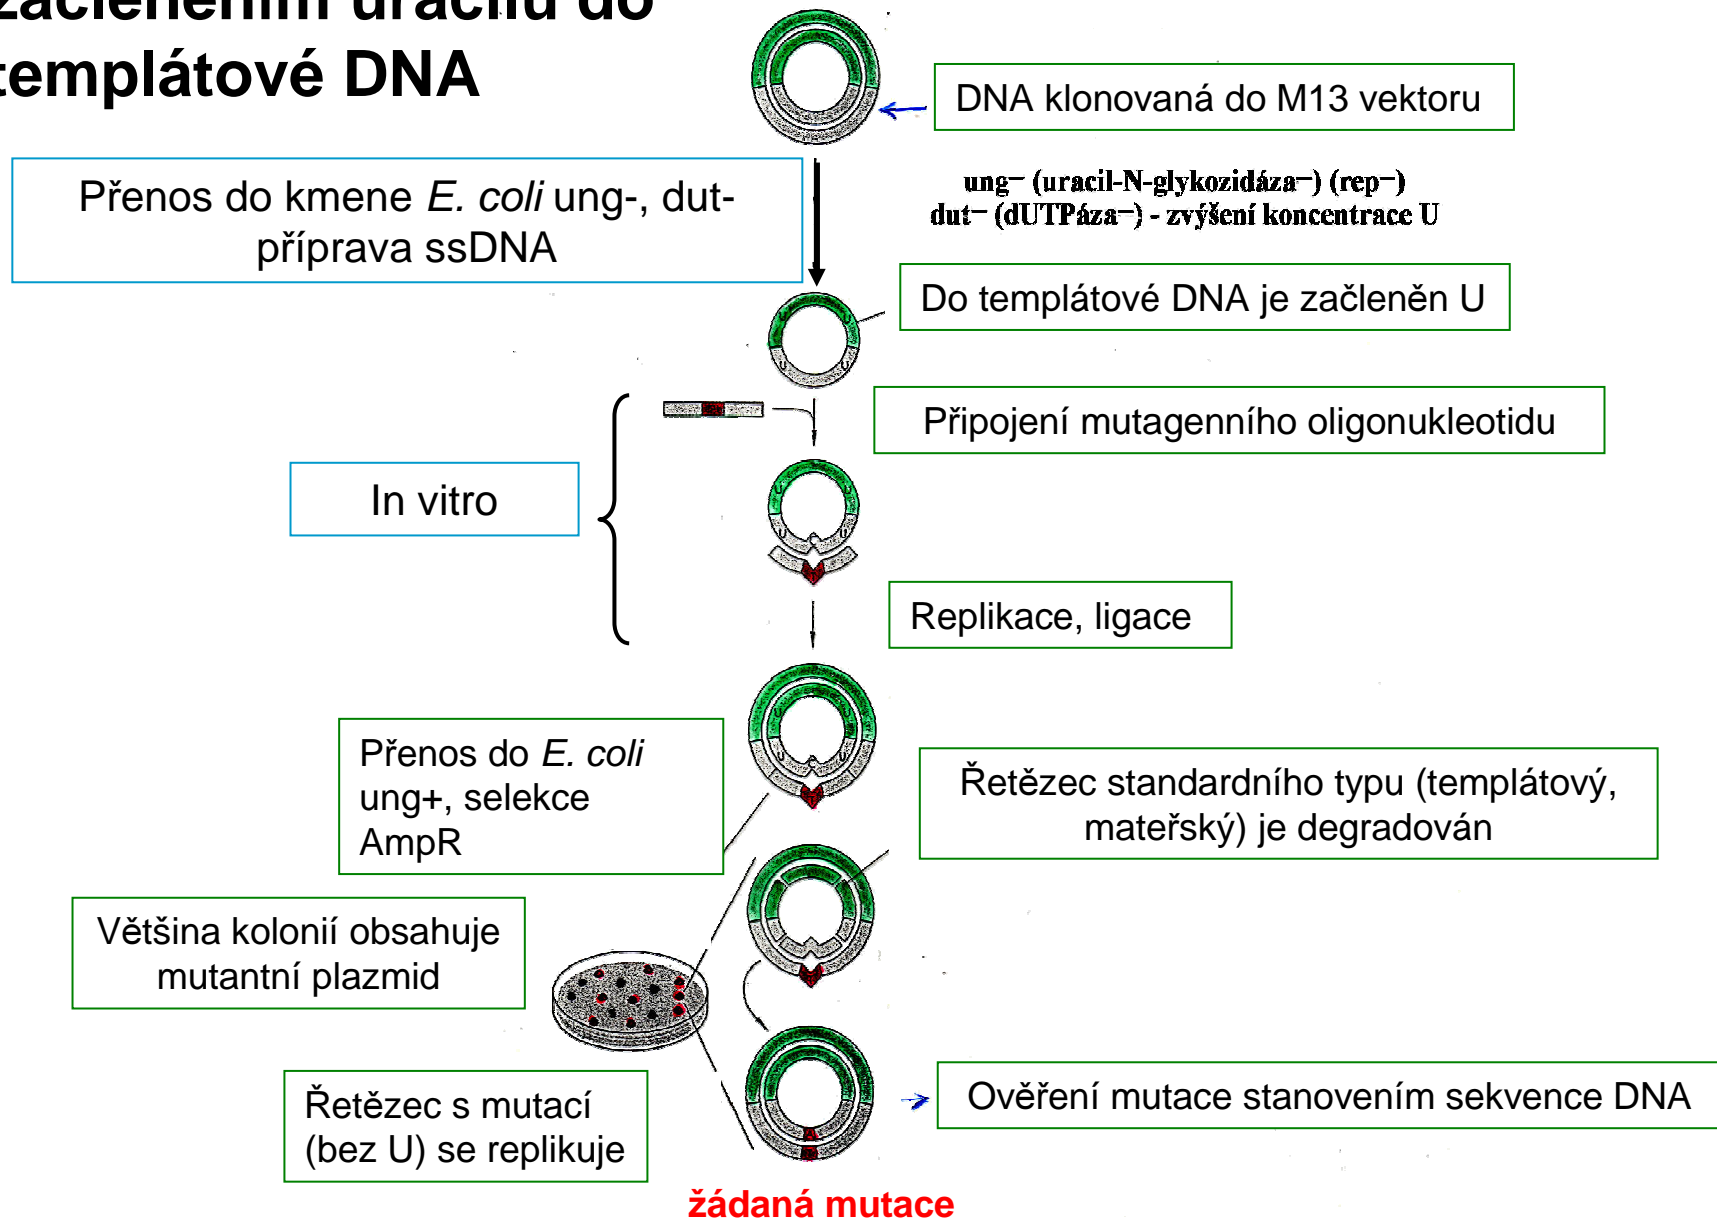 začleněním uracilu do
templátové DNA
DNA klonovaná do M13 vektoru
Přenos do kmene E. coli ung-, dut-
příprava ssDNA
ung– (uracil-N-glykozidáza–) (rep–)
dut– (dUTPáza–) - zvýšení koncentrace U
Do templátové DNA je začleněn U
U U
U U
Připojení mutagenního oligonukleotidu
In vitro
U U
U U
Replikace, ligace
U U
U U
Přenos do E. coli
ung+, selekce
AmpR
Řetězec standardního typu (templátový,
mateřský) je degradován
Většina kolonií obsahuje
mutantní plazmid
Řetězec s mutací
(bez U) se replikuje
Ověření mutace stanovením sekvence DNA
žádaná mutace